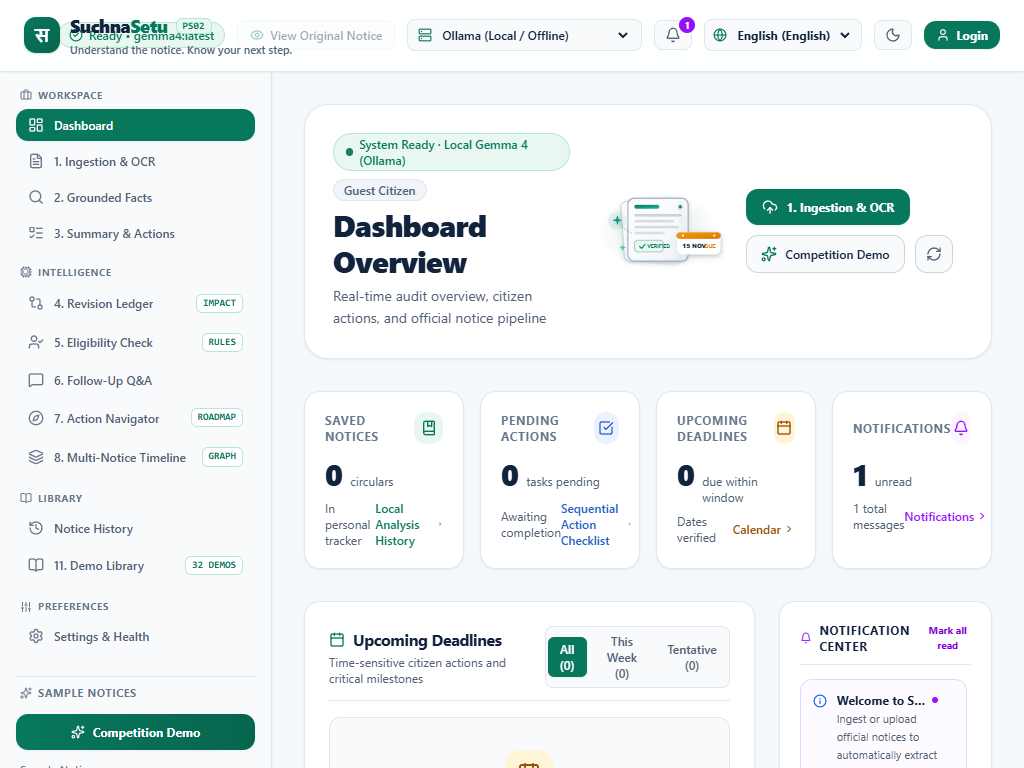 स
SuchnaSetu PS02
Ready · gemma4:latest
Understand the notice. Know your next step.
View Original Notice
Ollama (Local / Offline)
1
English (English)
Login
WORKSPACE
Dashboard
1. Ingestion & OCR
2. Grounded Facts
3. Summary & Actions
INTELLIGENCE
4. Revision Ledger IMPACT
5. Eligibility Check RULES
6. Follow-Up Q&A
7. Action Navigator ROADMAP
8. Multi-Notice Timeline GRAPH
LIBRARY
Notice History
11. Demo Library 32 DEMOS
PREFERENCES
Settings & Health
SAMPLE NOTICES
Competition Demo
System Ready · Local Gemma 4
(Ollama)
Guest Citizen
Dashboard
Overview
Real-time audit overview, citizen
actions, and official notice pipeline
VERIFIED
15 NOV DUE
1. Ingestion & OCR
Competition Demo
SAVED
NOTICES
0 circulars
In
personal
tracker
Local
Analysis
History
PENDING
ACTIONS
0 tasks pending
Awaiting
completion
Sequential
Action
Checklist
UPCOMING
DEADLINES
0 due within
window
Dates
verified
Calendar
NOTIFICATIONS
1 unread
1 total
messages
Notifications
Upcoming Deadlines
Time-sensitive citizen actions and
critical milestones
All
(0)
This
Week
(0)
Tentative
(0)
NOTIFICATION
CENTER
Mark all
read
Welcome to S...
Ingest or upload
official notices to
automatically extract